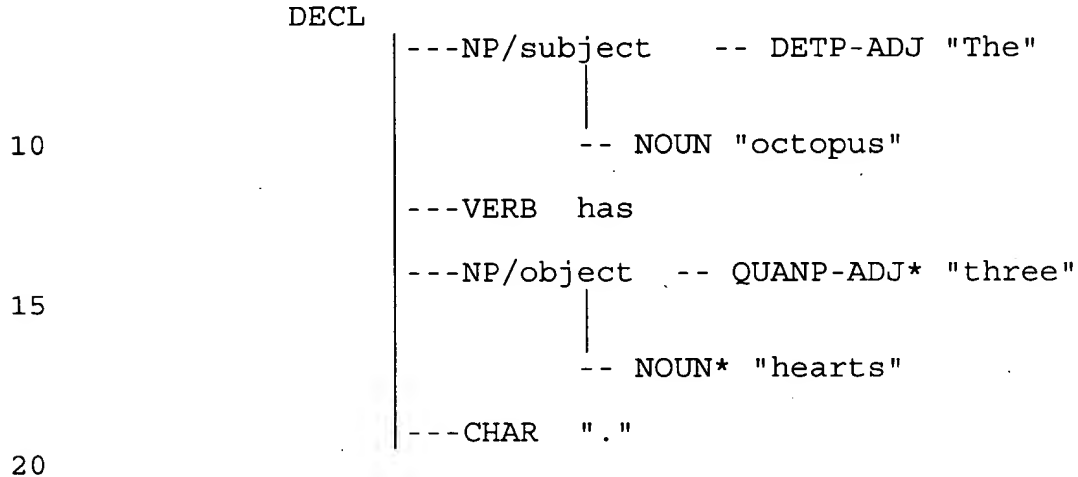 DECL
---NP/subject -- DETP-ADJ "The"
10 -- NOUN "octopus"
---VERB has
---NP/object -- QUANP-ADJ* "three"
15
-- NOUN* "hearts"
---CHAR "."
20